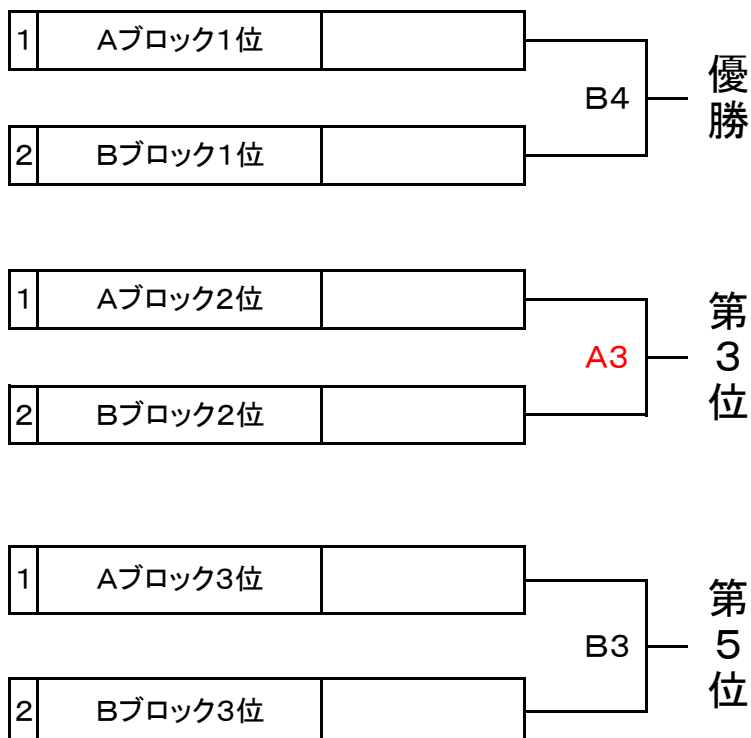 1 Aブロック1位
B4
優勝
2 Bブロック1位
1 Aブロック2位
A3
第3位
2 Bブロック2位
1 Aブロック3位
B3
第5位
2 Bブロック3位